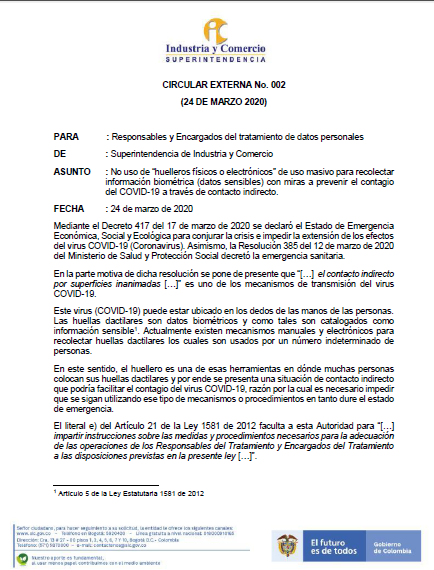 Industria y Comercio
SUPERINTENDENCIA
CIRCULAR EXTERNA No. 002
(24 DE MARZO 2020)
PARA : Responsables y Encargados del tratamiento de datos personales
DE : Superintendencia de Industria y Comercio
ASUNTO : No uso de “huelleros físicos o electrónicos” de uso masivo para recolectar
información biométrica (datos sensibles) con miras a prevenir el contagio
del COVID-19 a través de contacto indirecto.
FECHA : 24 de marzo de 2020
Mediante el Decreto 417 del 17 de marzo de 2020 se declaró el Estado de Emergencia
Económica, Social y Ecológica para conjurar la crisis e impedir la extensión de los efectos
del virus COVID-19 (Coronavirus). Asimismo, la Resolución 385 del 12 de marzo de 2020
del Ministerio de Salud y Protección Social decretó la emergencia sanitaria.
En la parte motiva de dicha resolución se pone de presente que “[…] el contacto indirecto
por superficies inanimadas […]” es uno de los mecanismos de transmisión del virus
COVID-19.
Este virus (COVID-19) puede estar ubicado en los dedos de las manos de las personas.
Las huellas dactilares son datos biométricos y como tales son catalogados como
información sensible1. Actualmente existen mecanismos manuales y electrónicos para
recolectar huellas dactilares los cuales son usados por un número indeterminado de
personas.
En este sentido, el huellero es una de esas herramientas en dónde muchas personas
colocan sus huellas dactilares y por ende se presenta una situación de contacto indirecto
que podría facilitar el contagio del virus COVID-19, razón por la cual es necesario impedir
que se sigan utilizando ese tipo de mecanismos o procedimientos en tanto dure el estado
de emergencia.
El literal e) del Artículo 21 de la Ley 1581 de 2012 faculta a esta Autoridad para “[…]
impartir instrucciones sobre las medidas y procedimientos necesarios para la adecuación
de las operaciones de los Responsables del Tratamiento y Encargados del Tratamiento
a las disposiciones previstas en la presente ley […]”.
1 Artículo 5 de la Ley Estatutaria 1581 de 2012
Señor ciudadano, para hacer seguimiento a su solicitud, la entidad le ofrece los siguientes canales:
www.sic.gov.co - Teléfono en Bogotá: 5920400 - Línea gratuita a nivel nacional:
Dirección: Cra. 13 # 27 - 00 pisos 1, 3, 4, 5, 6, 7 y 10, Bogotá D.C.- Colombia
Teléfono: (571) 5870000 - e-mail: contactenos@sic.gov.co
Nuestro aporte es fundamental,
al usar menos papel contribuimos con el medio ambiente
El futuro
es de todos
Gobierno
de Colombia